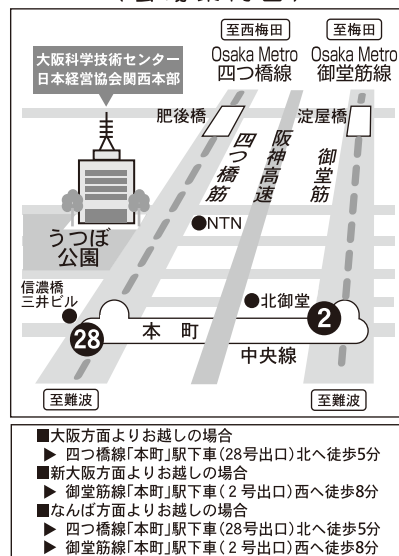 至西梅田
至梅田
Osaka Metro
四つ橋線
Osaka Metro
御堂筋線
大阪科学技術センター
日本経営協会関西本部
肥後橋
淀屋橋
四つ橋筋
阪神高速
御堂筋
●NTN
うつぼ
公園
信濃橋
三井ビル
●北御堂
2
28
本 町
中央線
至難波
至難波
■大阪方面よりお越しの場合
▶ 四つ橋線「本町」駅下車(28号出口)北へ徒歩5分
■新大阪方面よりお越しの場合
▶ 御堂筋線「本町」駅下車(2号出口)西へ徒歩8分
■なんば方面よりお越しの場合
▶ 四つ橋線「本町」駅下車(28号出口)北へ徒歩5分
▶ 御堂筋線「本町」駅下車(2号出口)西へ徒歩8分